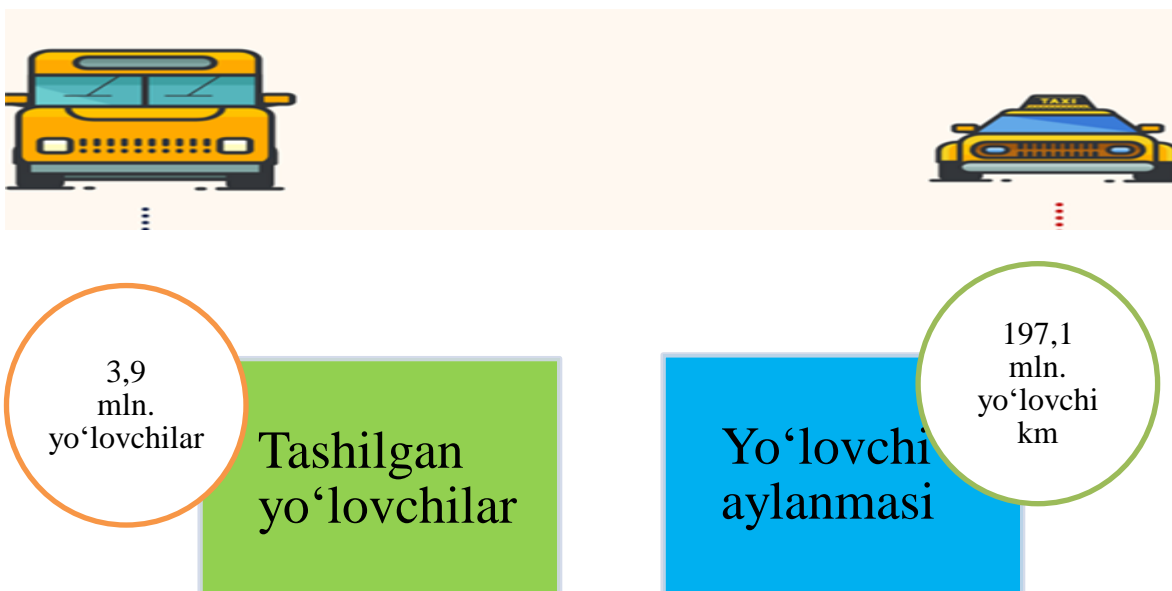 TAXI
3,9
mln.
yo‘lovchilar
Tashilgan
yo‘lovchilar
197,1
mln.
yo‘lovchi
km
Yo‘lovchi
aylanmasi